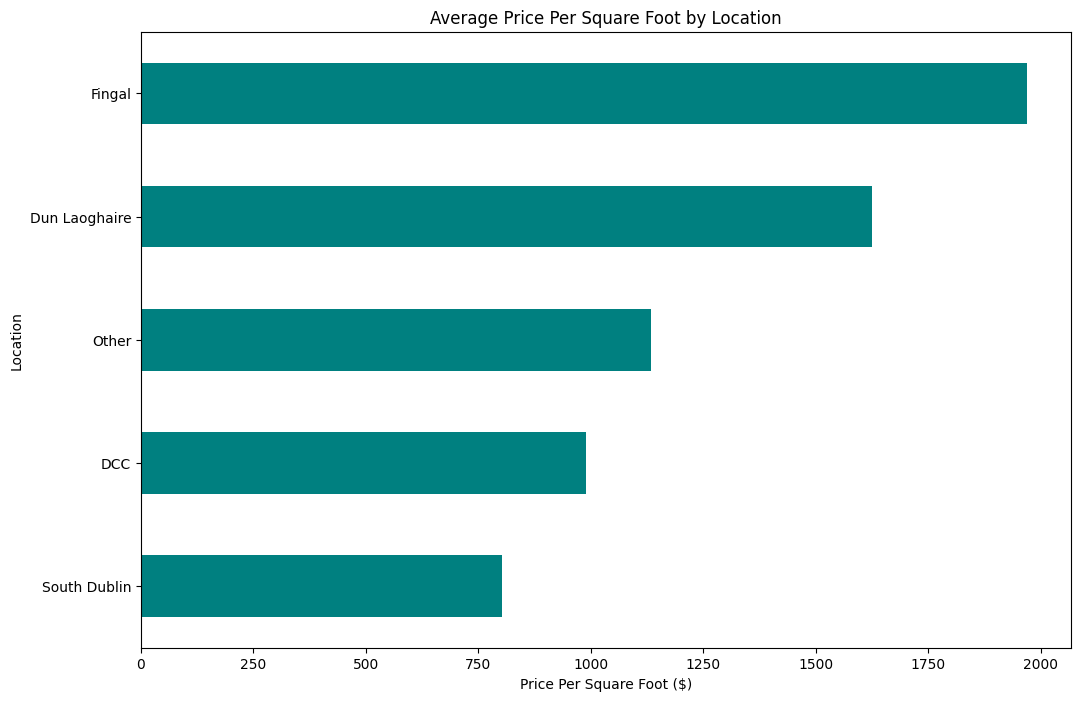 Average Price Per Square Foot by Location
Fingal
Dun Laoghaire
Other
DCC
South Dublin
Location
0 250 500 750 1000 1250 1500 1750 2000
Price Per Square Foot ($)